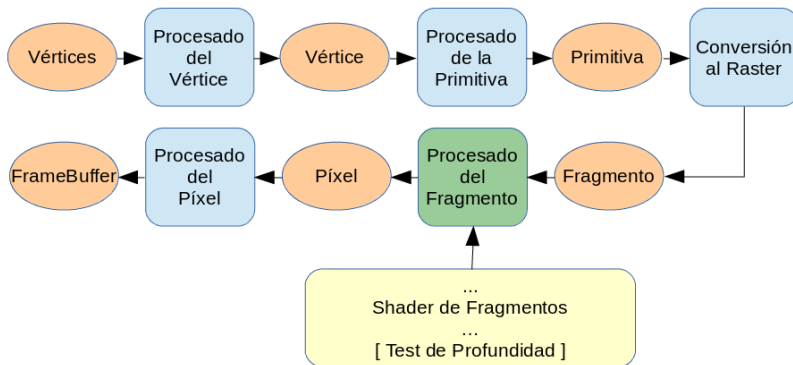 Vértices
Procesado
del
Vértice
Vértice
Procesado
de la
Primitiva
Primitiva
Conversión
al Raster
FrameBuffer
Procesado
del
Píxel
Píxel
Procesado
del
Fragmento
Fragmento
...
Shader de Fragmentos
...
[ Test de Profundidad ]